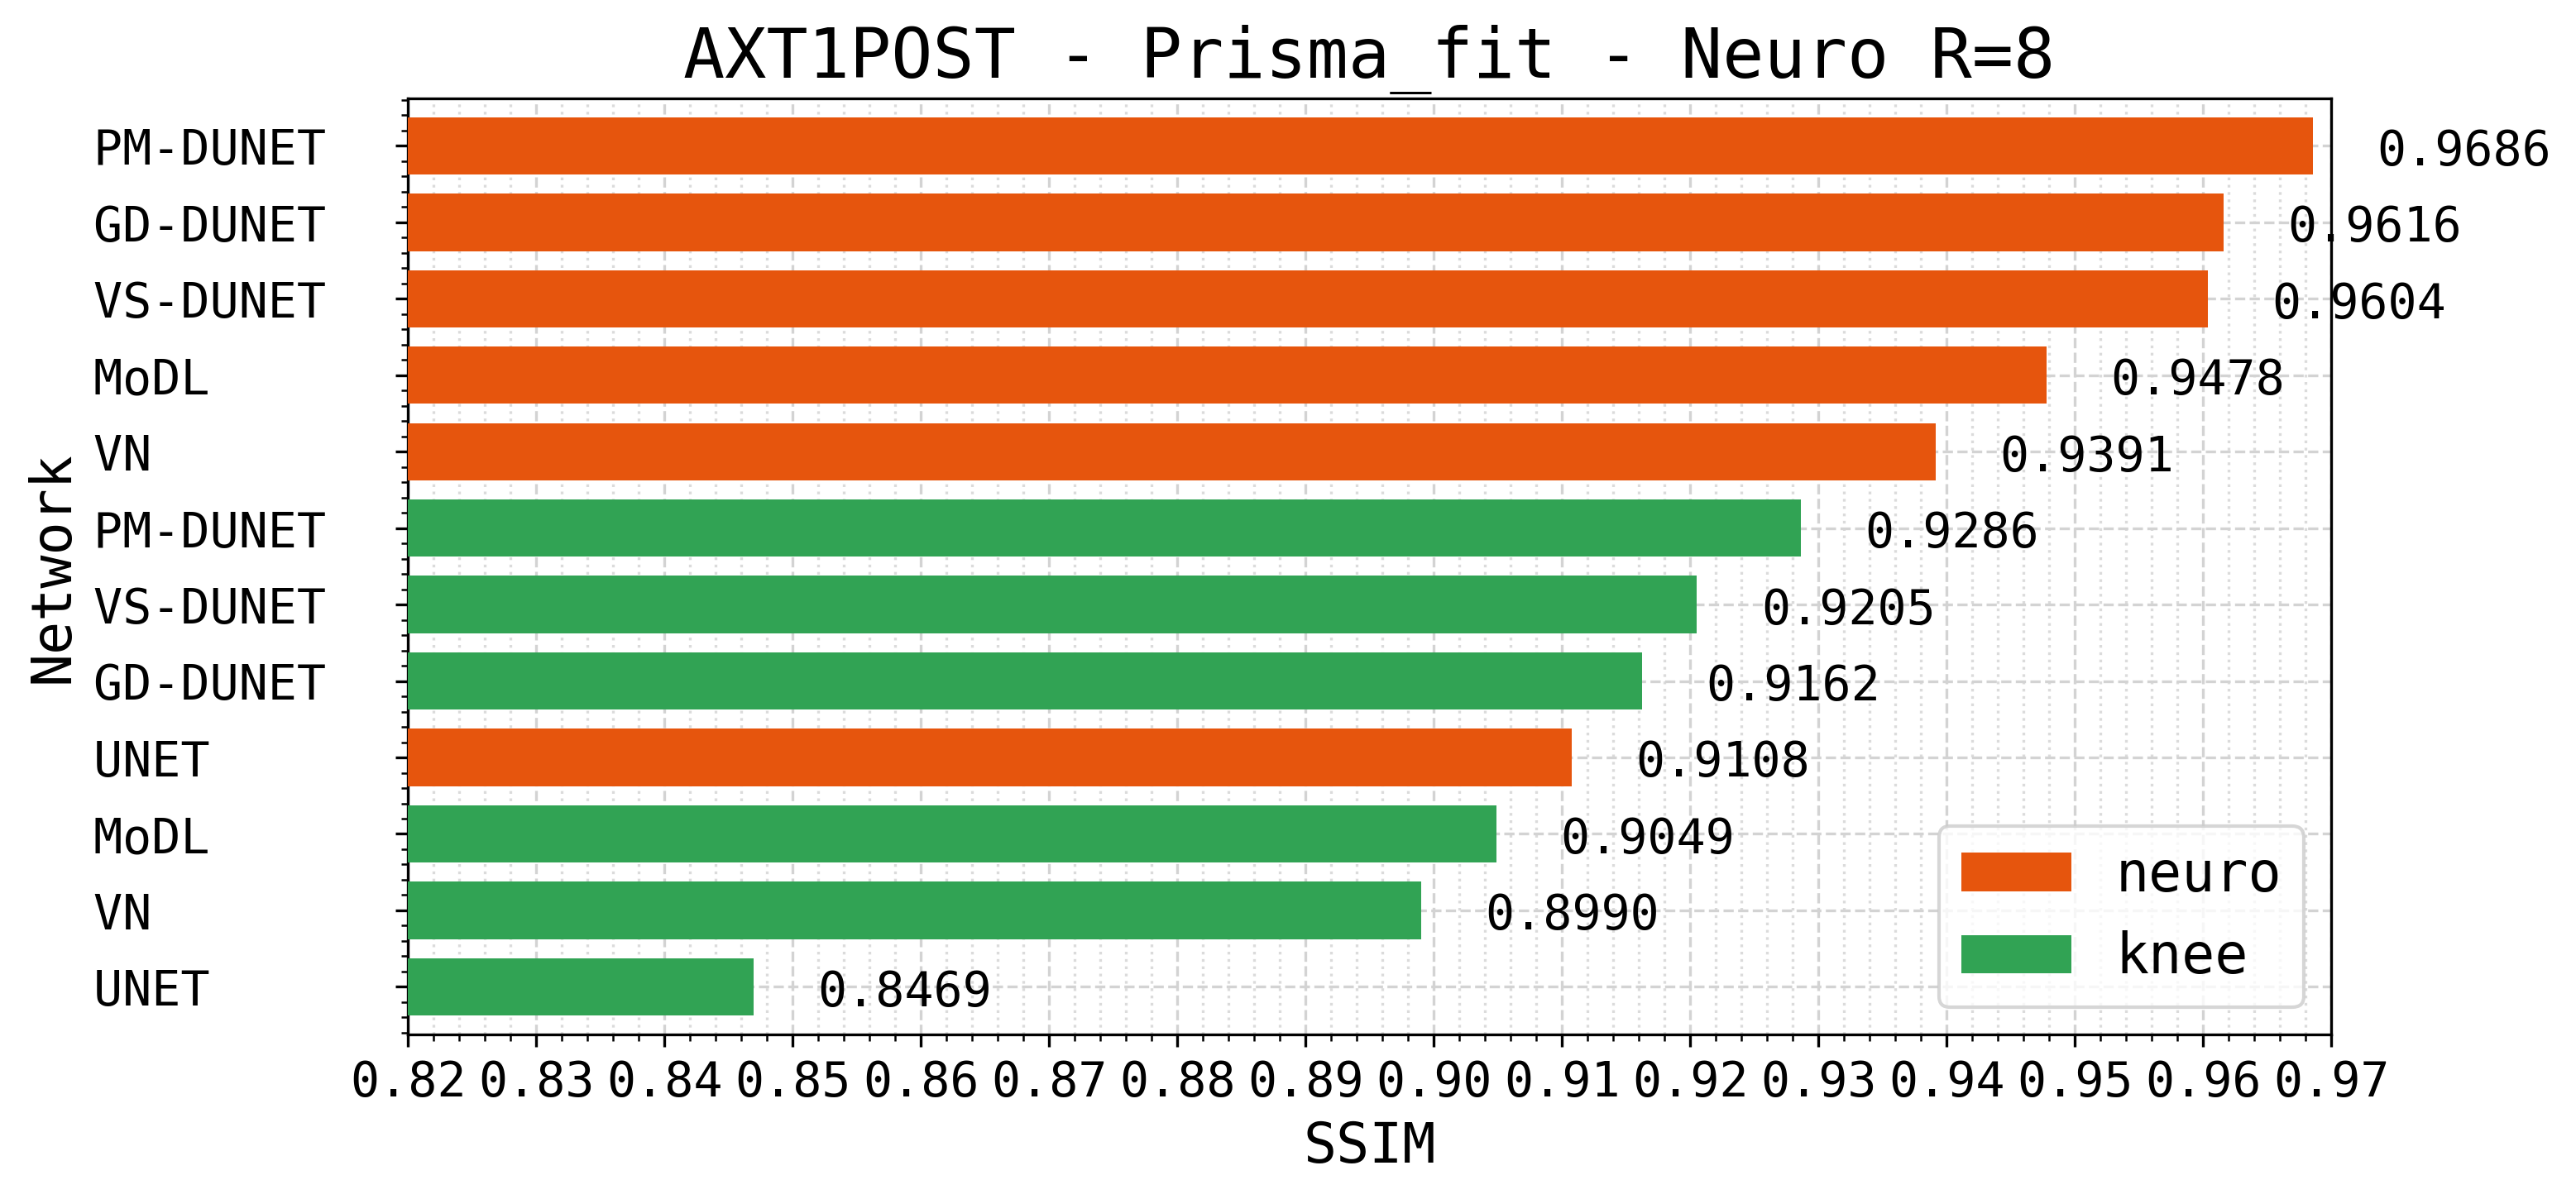 AXT1POST - Prisma_fit - Neuro R=8
Network
PM-DUNET 0.9686
GD-DUNET 0.9616
VS-DUNET 0.9604
MoDL 0.9478
VN 0.9391
PM-DUNET 0.9286
VS-DUNET 0.9205
GD-DUNET 0.9162
UNET 0.9108
MoDL 0.9049
VN 0.8990
UNET 0.8469
neuro
knee
0.82 0.83 0.84 0.85 0.86 0.87 0.88 0.89 0.90 0.91 0.92 0.93 0.94 0.95 0.96 0.97
SSIM